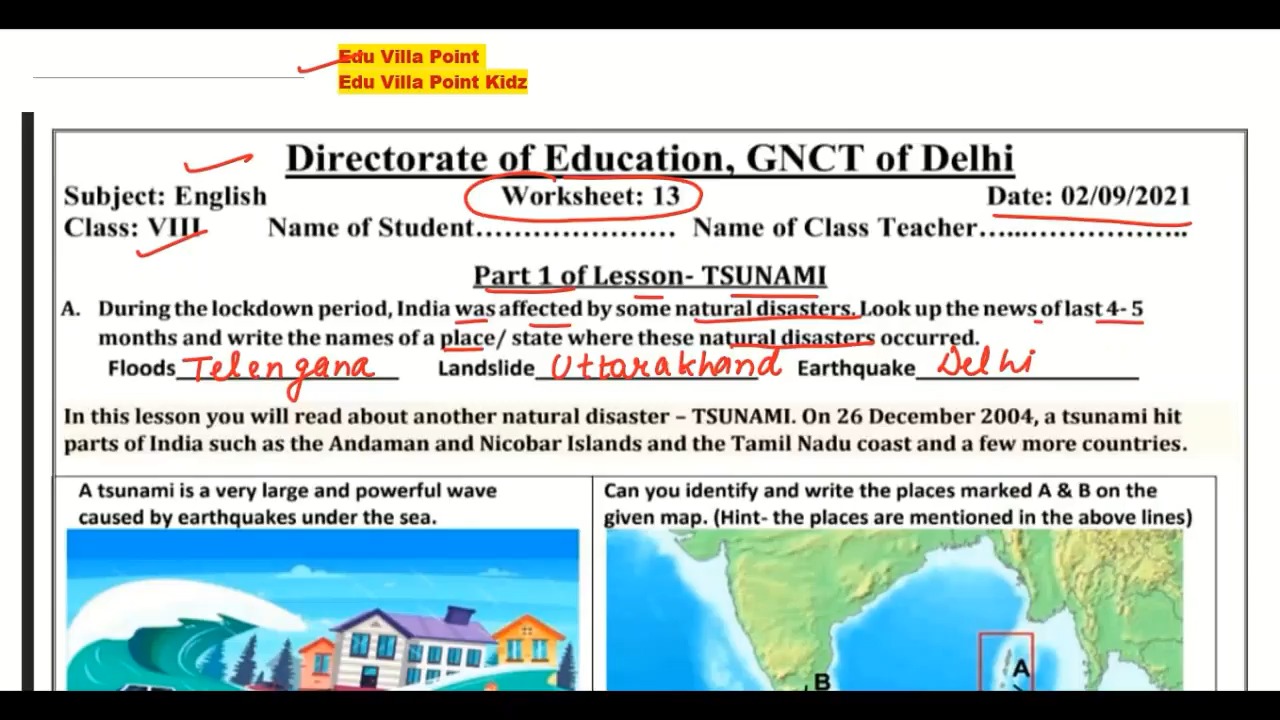 Edu Villa Point
Edu Villa Point Kidz
Directorate of Education, GNCT of Delhi
Subject: English Worksheet: 13 Date: 02/09/2021
Class: VIII Name of Student..................... Name of Class Teacher......................
Part 1 of Lesson- TSUNAMI
A. During the lockdown period, India was affected by some natural disasters. Look up the news of last 4- 5
months and write the names of a place/ state where these natural disasters occurred.
Floods Telengana Landslide Uttarakhand Earthquake Delhi
In this lesson you will read about another natural disaster – TSUNAMI. On 26 December 2004, a tsunami hit
parts of India such as the Andaman and Nicobar Islands and the Tamil Nadu coast and a few more countries.
A tsunami is a very large and powerful wave
caused by earthquakes under the sea.
Can you identify and write the places marked A & B on the
given map. (Hint- the places are mentioned in the above lines)
A
B